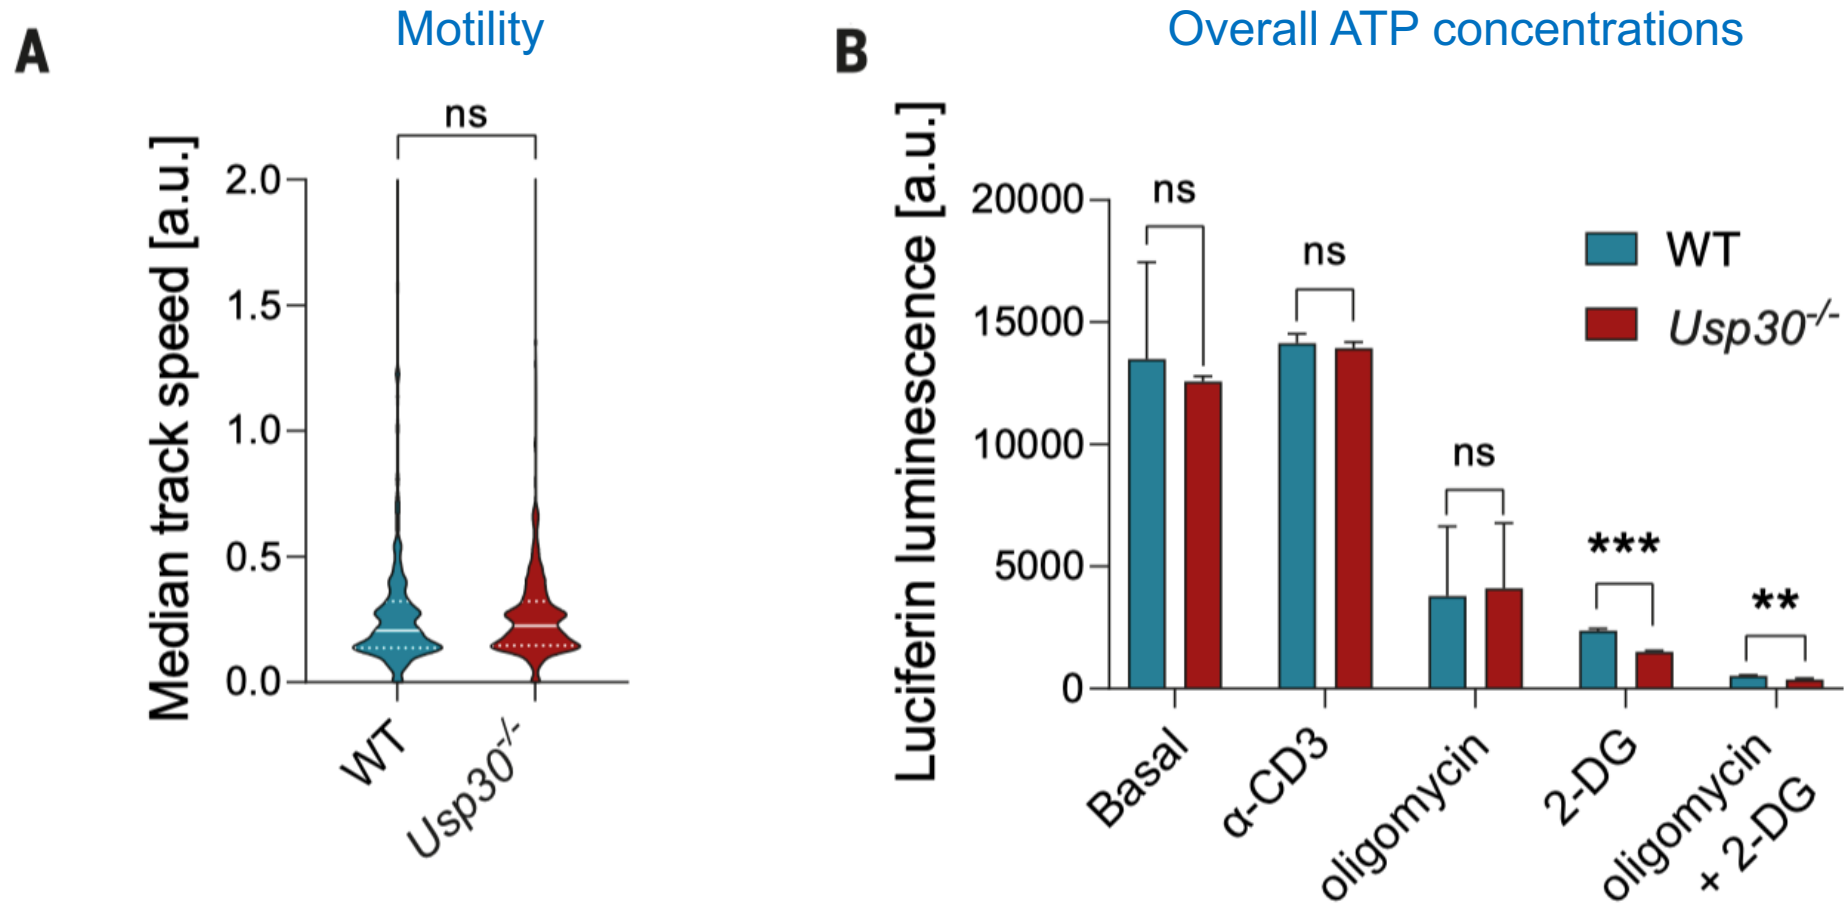 A
Motility
ns
Median track speed [a.u.]
2.0
1.5
1.0
0.5
0.0
WT
Usp30-/-
B
Overall ATP concentrations
Luciferin luminescence [a.u.]
20000
15000
10000
5000
0
ns
ns
ns
***
**
WT
Usp30-/-
Basal
α-CD3
oligomycin
2-DG
oligomycin
+ 2-DG